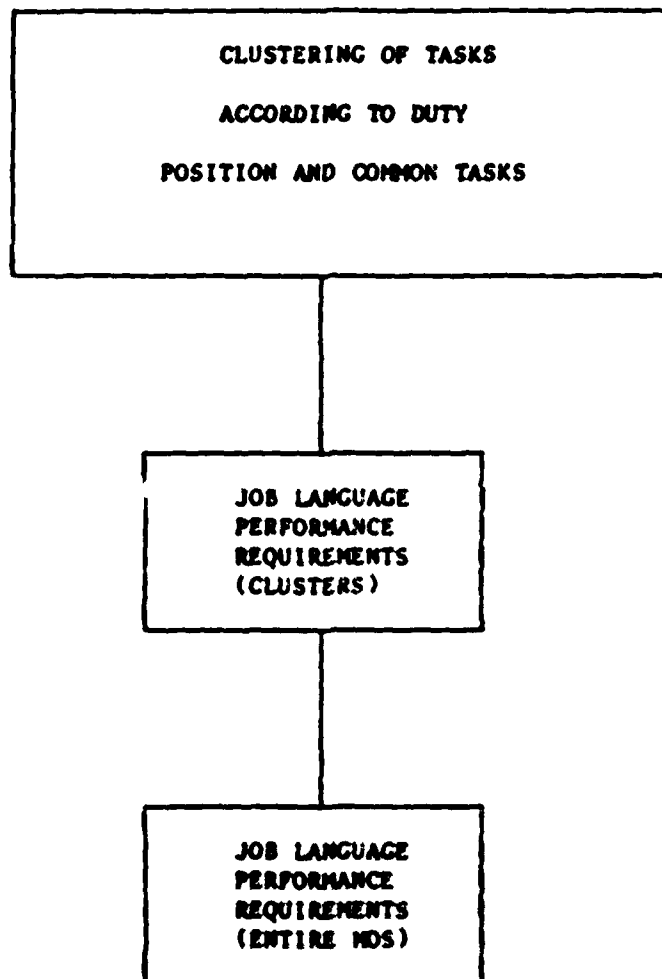 CLUSTERING OF TASKS
ACCORDING TO DUTY
POSITION AND COMMON TASKS
JOB LANGUAGE
PERFORMANCE
REQUIREMENTS
(CLUSTERS)
JOB LANGUAGE
PERFORMANCE
REQUIREMENTS
(ENTIRE MOS)